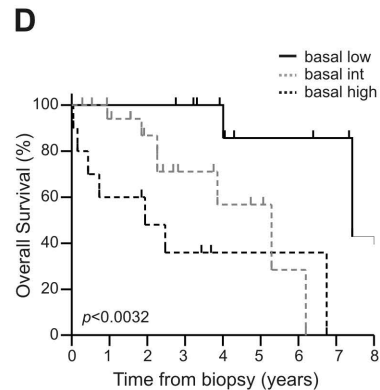 D
basal low
basal int
basal high
Overall Survival (%)
100
80
60
40
20
0
p<0.0032
0 1 2 3 4 5 6 7 8
Time from biopsy (years)